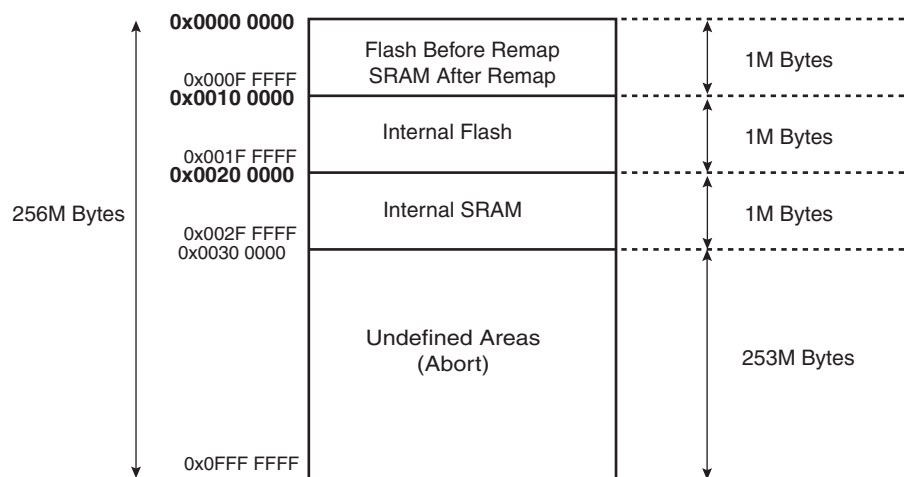 0x0000 0000
Flash Before Remap
SRAM After Remap
1M Bytes
0x000F FFFF
0x0010 0000
Internal Flash
1M Bytes
0x001F FFFF
0x0020 0000
256M Bytes
Internal SRAM
1M Bytes
0x002F FFFF
0x0030 0000
Undefined Areas
(Abort)
253M Bytes
0x0FFF FFFF